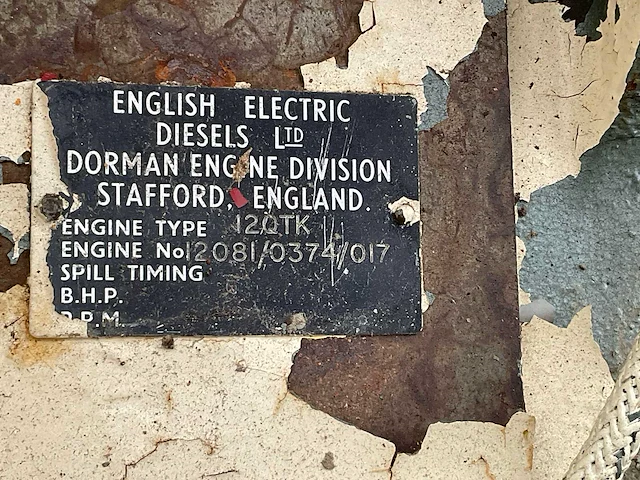 ENGLISH ELECTRIC
DIESELS LTD
DORMAN ENGINE DIVISION
STAFFORD, ENGLAND.
ENGINE TYPE 12QTK
ENGINE No 12081/0374/017
SPILL TIMING
B.H.P.
R.P.M.